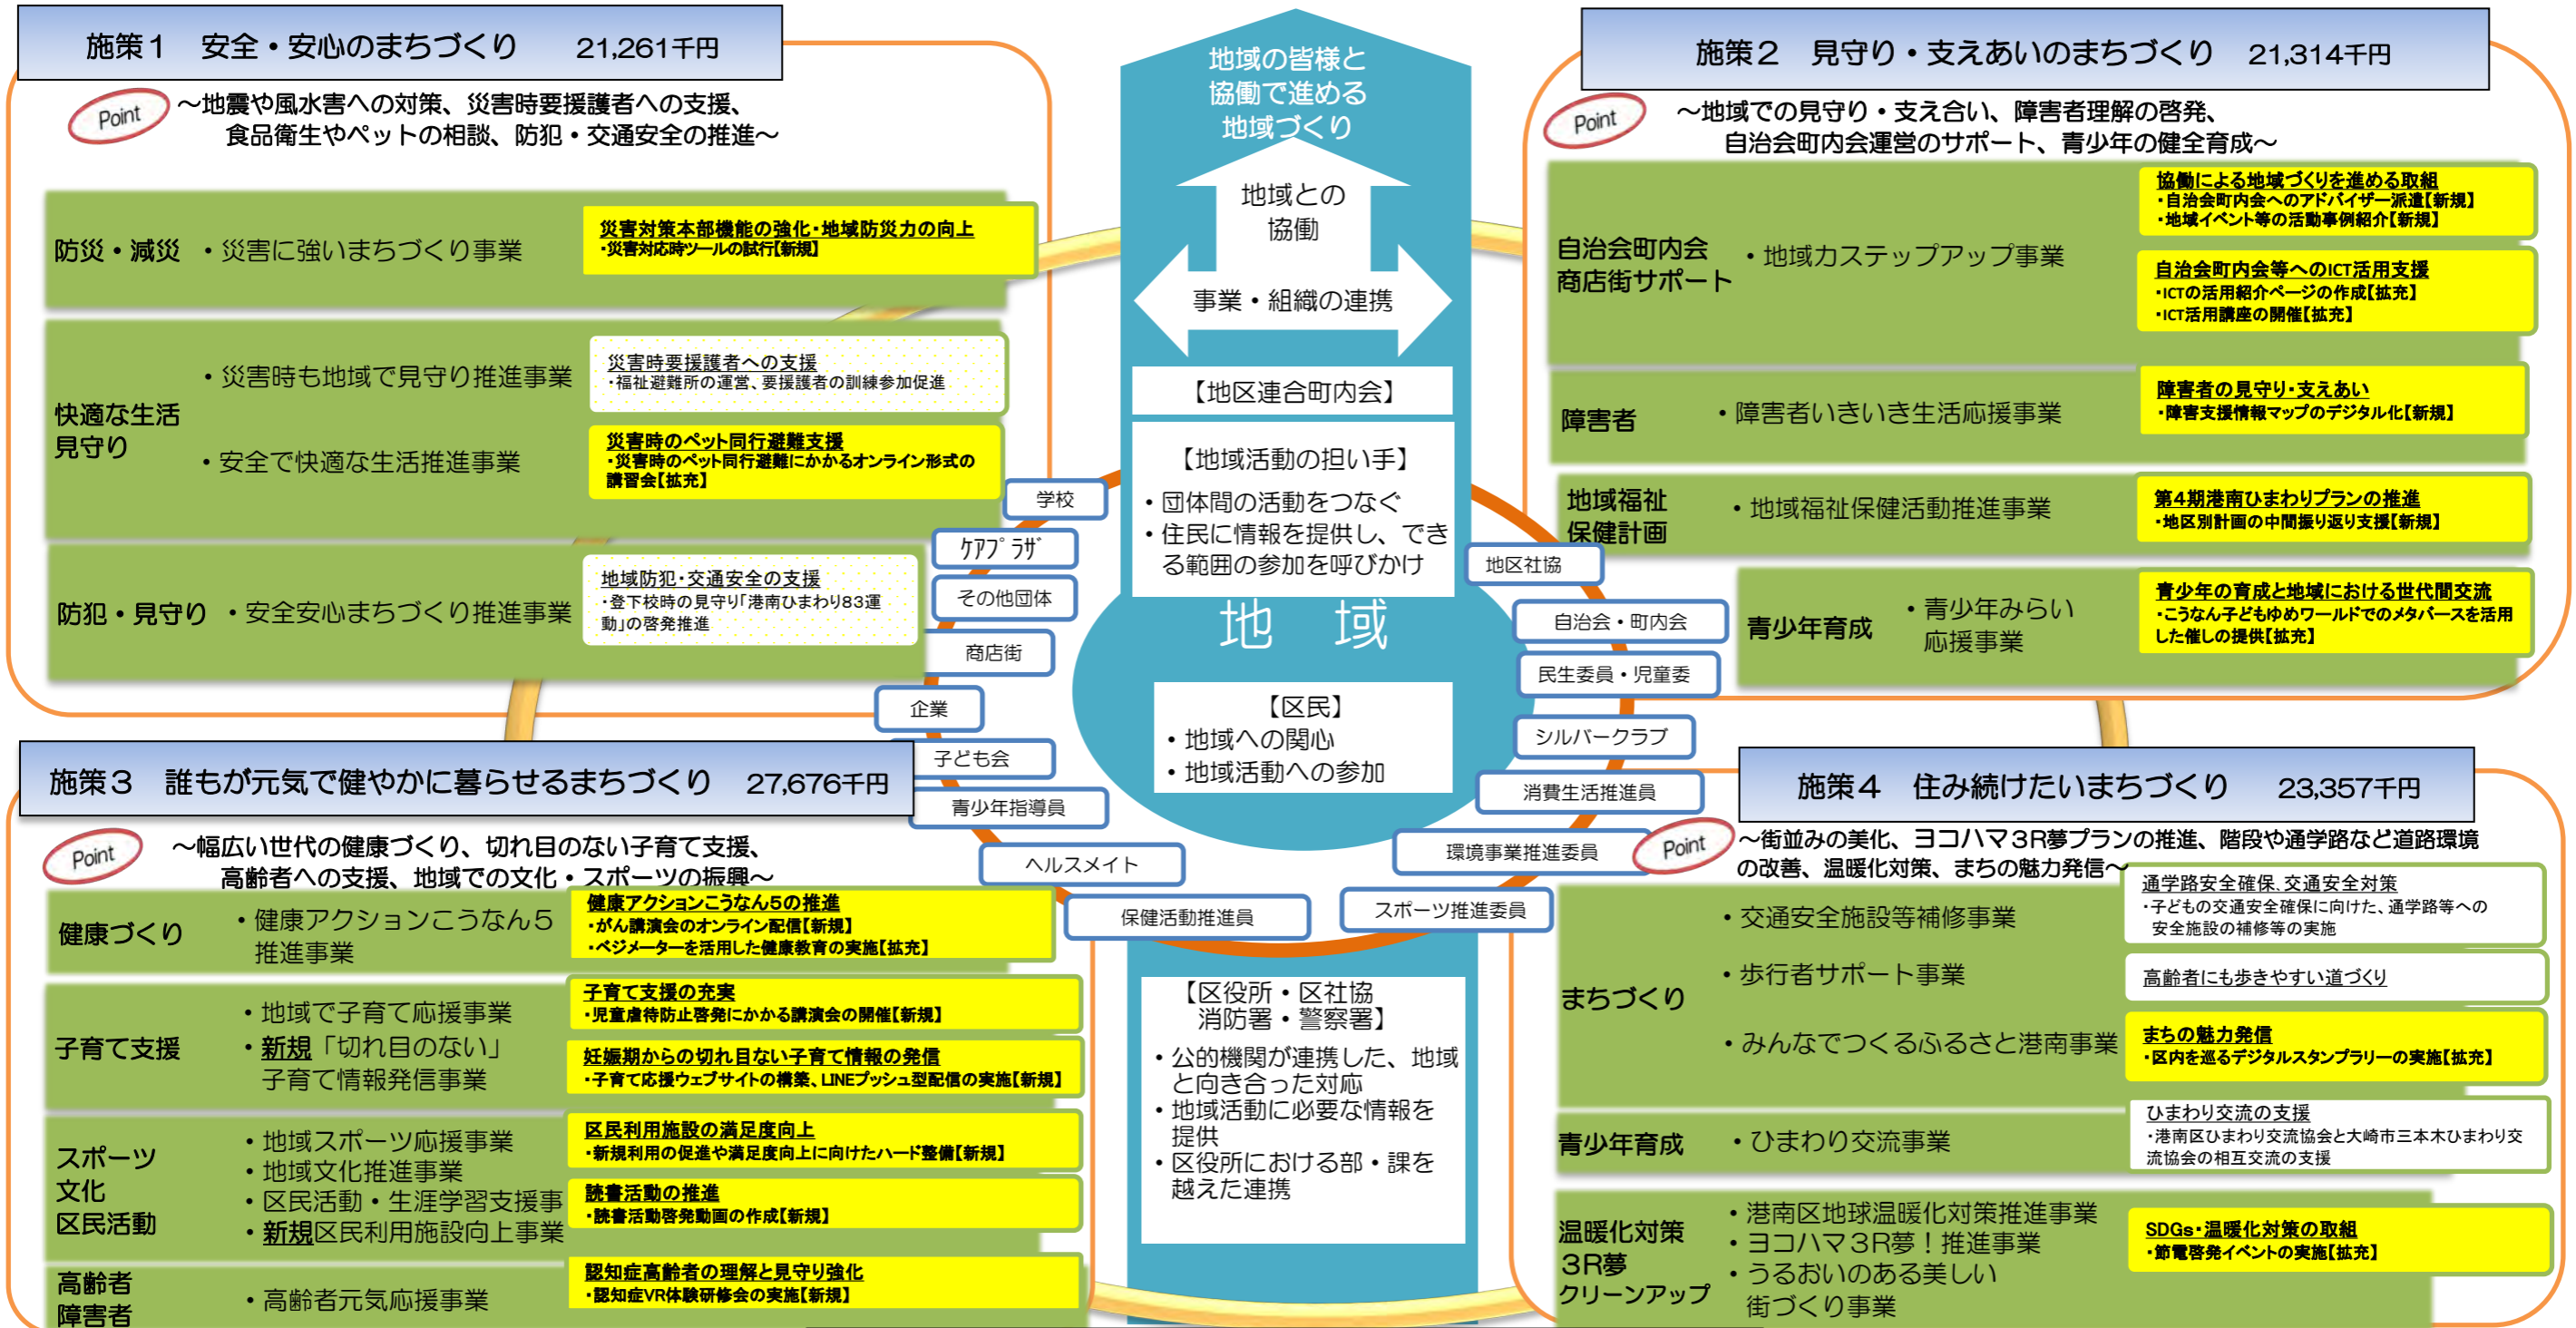 施策１　安全・安心のまちづくり　21,261千円
Point
～地震や風水害への対策、災害時要援護者への支援、
食品衛生やペットの相談、防犯・交通安全の推進～
防災・減災
・災害に強いまちづくり事業
災害対策本部機能の強化・地域防災力の向上
・災害対応時ツールの試行【新規】
快適な生活
見守り
・災害時も地域で見守り推進事業
災害時要援護者への支援
・福祉避難所の運営、要援護者の訓練参加促進
・安全で快適な生活推進事業
災害時のペット同行避難支援
・災害時のペット同行避難にかかるオンライン形式の
講習会【拡充】
防犯・見守り
・安全安心まちづくり推進事業
地域防犯・交通安全の支援
・登下校時の見守り「港南ひまわり83運
動」の啓発推進
地域の皆様と
協働で進める
地域づくり
地域との
協働
事業・組織の連携
【地区連合町内会】
【地域活動の担い手】
・団体間の活動をつなぐ
・住民に情報を提供し、でき
る範囲の参加を呼びかけ
地　域
【区民】
・地域への関心
・地域活動への参加
学校
ｹｱﾌﾟﾗｻﾞ
その他団体
商店街
企業
子ども会
青少年指導員
ヘルスメイト
保健活動推進員
地区社協
自治会・町内会
民生委員・児童委
シルバークラブ
消費生活推進員
環境事業推進委員
スポーツ推進委員
【区役所・区社協
消防署・警察署】
・公的機関が連携した、地域
と向き合った対応
・地域活動に必要な情報を
提供
・区役所における部・課を
越えた連携
施策２　見守り・支えあいのまちづくり　21,314千円
Point
～地域での見守り・支え合い、障害者理解の啓発、
自治会町内会運営のサポート、青少年の健全育成～
自治会町内会
商店街サポート
・地域力ステップアップ事業
協働による地域づくりを進める取組
・自治会町内会へのアドバイザー派遣【新規】
・地域イベント等の活動事例紹介【新規】
自治会町内会等へのICT活用支援
・ICTの活用紹介ページの作成【拡充】
・ICT活用講座の開催【拡充】
障害者
・障害者いきいき生活応援事業
障害者の見守り・支えあい
・障害支援情報マップのデジタル化【新規】
地域福祉
保健計画
・地域福祉保健活動推進事業
第4期港南ひまわりプランの推進
・地区別計画の中間振り返り支援【新規】
青少年育成
・青少年みらい
応援事業
青少年の育成と地域における世代間交流
・こうなん子どもゆめワールドでのメタバースを活用
した催しの提供【拡充】
施策３　誰もが元気で健やかに暮らせるまちづくり　27,676千円
Point
～幅広い世代の健康づくり、切れ目のない子育て支援、
高齢者への支援、地域での文化・スポーツの振興～
健康づくり
・健康アクションこうなん５
推進事業
健康アクションこうなん5の推進
・がん講演会のオンライン配信【新規】
・ベジメーターを活用した健康教育の実施【拡充】
子育て支援
・地域で子育て応援事業
・新規「切れ目のない」
子育て情報発信事業
子育て支援の充実
・児童虐待防止啓発にかかる講演会の開催【新規】
妊娠期からの切れ目ない子育て情報の発信
・子育て応援ウェブサイトの構築、LINEプッシュ型配信の実施【新規】
スポーツ
文化
区民活動
・地域スポーツ応援事業
・地域文化推進事業
・区民活動・生涯学習支援事
・新規区民利用施設向上事業
区民利用施設の満足度向上
・新規利用の促進や満足度向上に向けたハード整備【新規】
読書活動の推進
・読書活動啓発動画の作成【新規】
高齢者
障害者
・高齢者元気応援事業
認知症高齢者の理解と見守り強化
・認知症VR体験研修会の実施【新規】
施策４　住み続けたいまちづくり　23,357千円
Point
～街並みの美化、ヨコハマ３R夢プランの推進、階段や通学路など道路環境
の改善、温暖化対策、まちの魅力発信～
まちづくり
・交通安全施設等補修事業
通学路安全確保、交通安全対策
・子どもの交通安全確保に向けた、通学路等への
安全施設の補修等の実施
・歩行者サポート事業
高齢者にも歩きやすい道づくり
・みんなでつくるふるさと港南事業
まちの魅力発信
・区内を巡るデジタルスタンプラリーの実施【拡充】
青少年育成
・ひまわり交流事業
ひまわり交流の支援
・港南区ひまわり交流協会と大崎市三本木ひまわり交
流協会の相互交流の支援
温暖化対策
３R夢
クリーンアップ
・港南区地球温暖化対策推進事業
・ヨコハマ３R夢！推進事業
・うるおいのある美しい
街づくり事業
SDGs・温暖化対策の取組
・節電啓発イベントの実施【拡充】